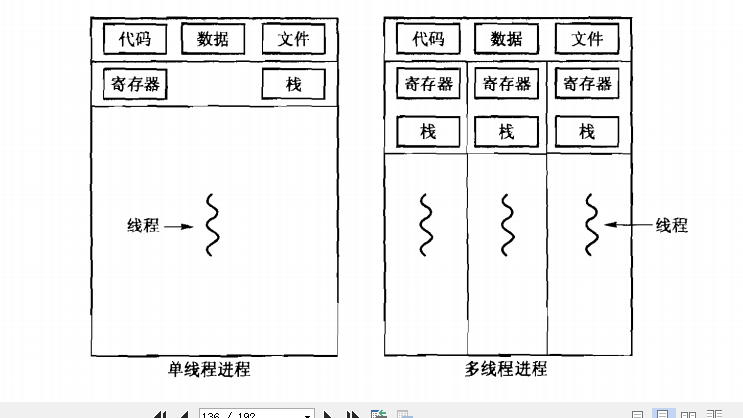 代码 数据 文件 代码 数据 文件
寄存器 栈 寄存器 寄存器 寄存器
栈 栈 栈
线程 线程
单线程进程 多线程进程
136 / 192